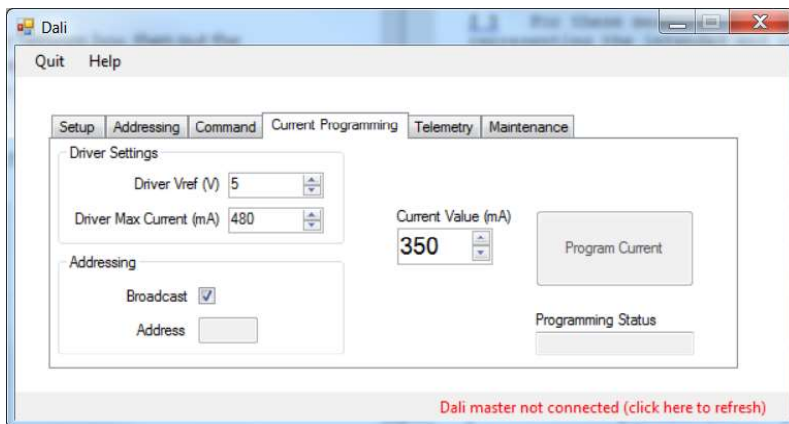 Dali
Quit Help
Setup Addressing Command Current Programming Telemetry Maintenance
Driver Settings
Driver Vref (V) 5
Driver Max Current (mA) 480
Current Value (mA)
350
Program Current
Addressing
Broadcast
Address
Programming Status
Dali master not connected (click here to refresh)